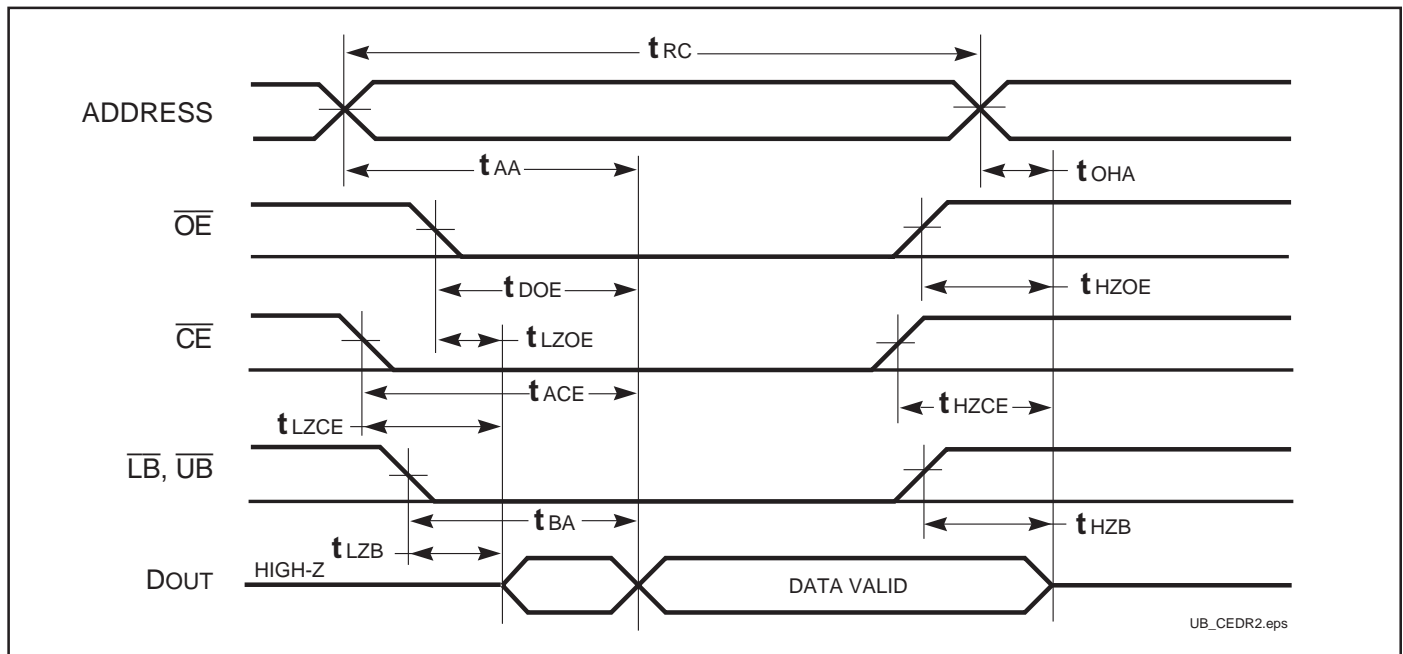 tRC
ADDRESS
tAA
tOHA
OE
tDOE
tHZOE
tLZOE
CE
tACE
tHZCE
tLZCE
LB, UB
tBA
tHZB
tLZB
HIGH-Z
DOUT
DATA VALID
UB_CEDR2.eps